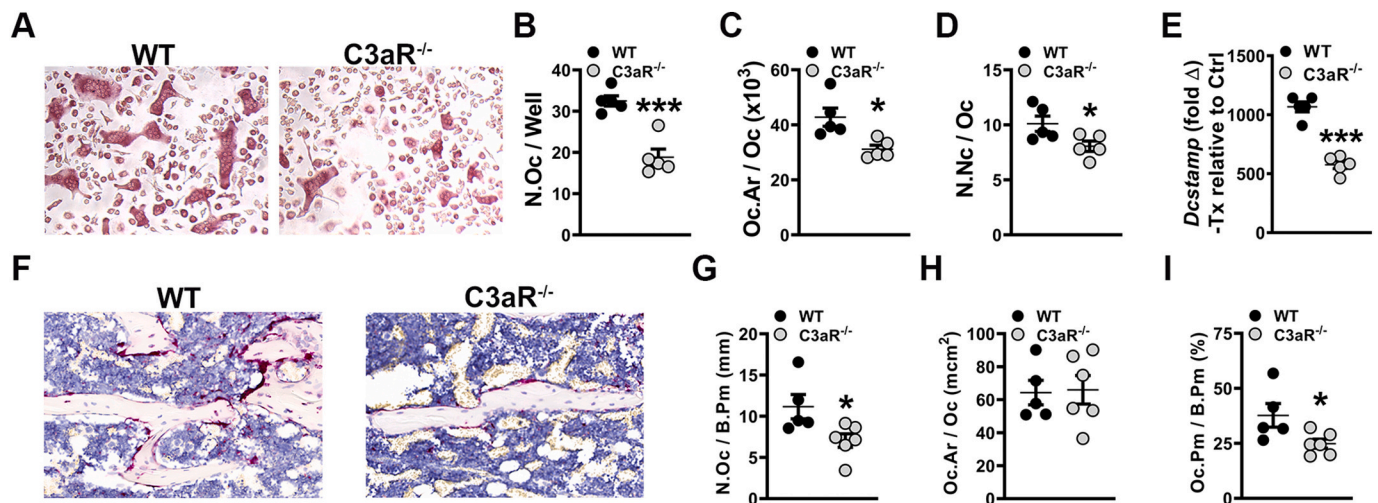 A
WT
C3aR-/-
B
WT
C3aR-/-
N.Oc / Well
40
30
20
10
0
***
C
WT
C3aR-/-
Oc.Ar / Oc (x10³)
60
40
20
0
*
D
WT
C3aR-/-
N.Nc / Oc
15
10
5
0
*
E
WT
C3aR-/-
Dcstamp (fold Δ)
-Tx relative to Ctrl
1500
1000
500
0
***
F
WT
C3aR-/-
G
WT
C3aR-/-
N.Oc / B.Pm (mm)
20
15
10
5
0
*
H
WT
C3aR-/-
Oc.Ar / Oc (mcm²)
100
80
60
40
20
0
I
WT
C3aR-/-
Oc.Pm / B.Pm (%)
75
50
25
0
*